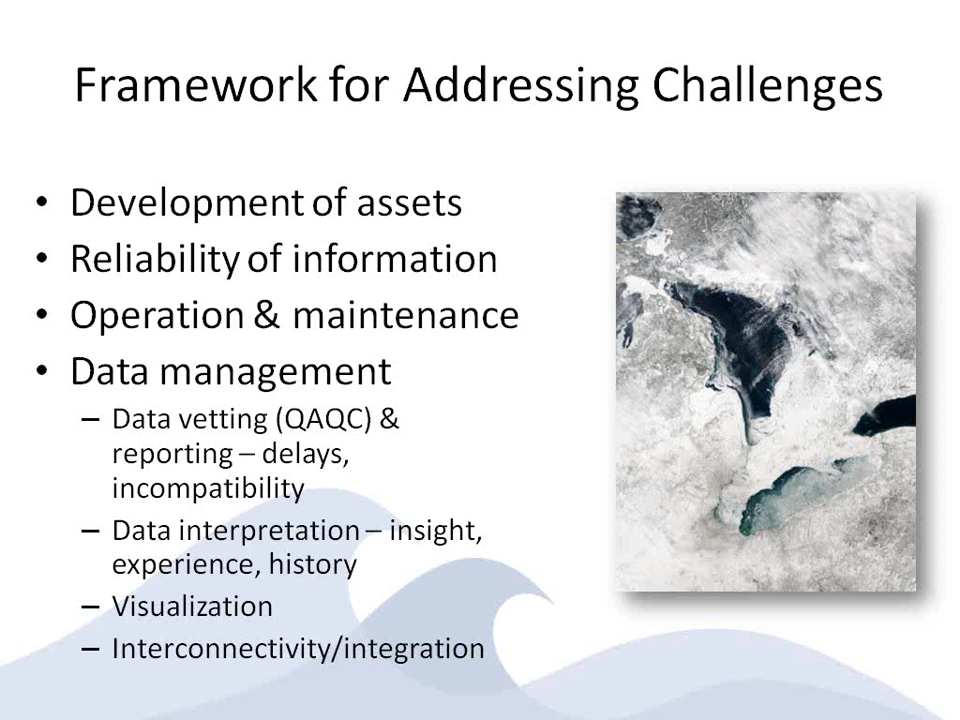 Framework for Addressing Challenges
• Development of assets
• Reliability of information
• Operation & maintenance
• Data management
– Data vetting (QAQC) &
reporting – delays,
incompatibility
– Data interpretation – insight,
experience, history
– Visualization
– Interconnectivity/integration